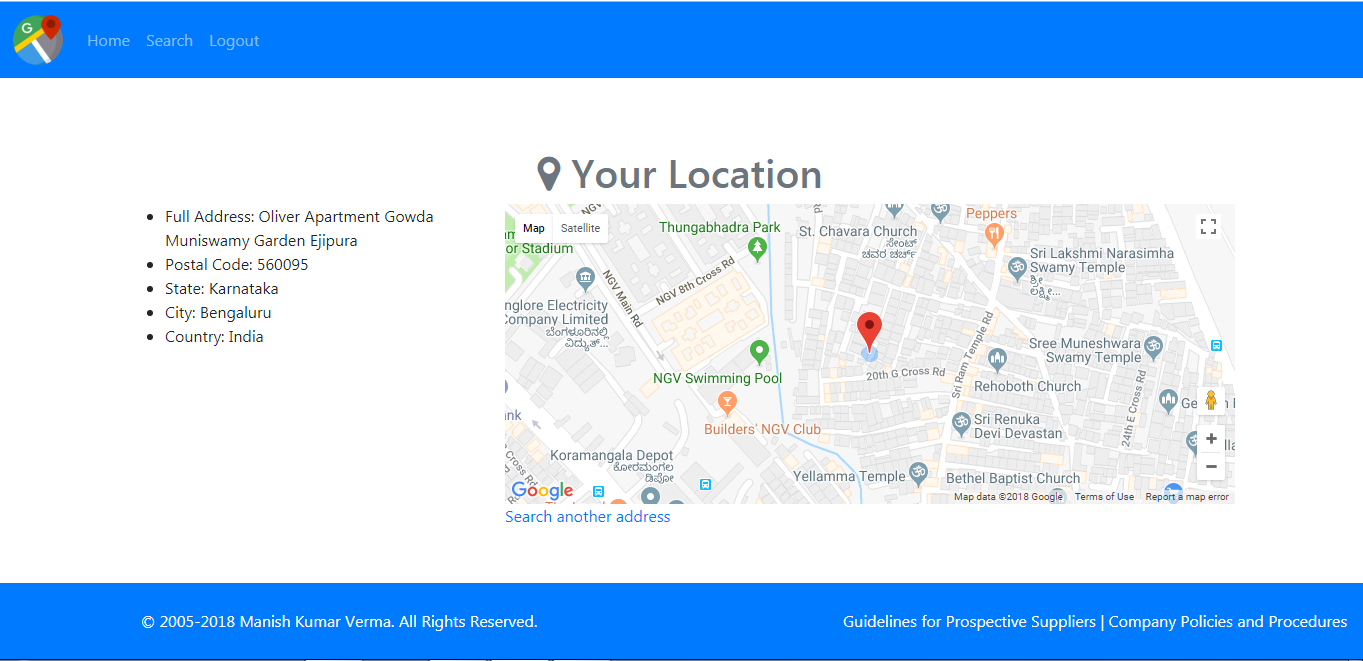 G
Home Search Logout
Your Location
Full Address: Oliver Apartment Gowda
Muniswamy Garden Ejipura
Postal Code: 560095
State: Karnataka
City: Bengaluru
Country: India
Map Satellite
or Stadium
Thungabhadra Park
St. Chavara Church
ಸೇಂಟ್
ಚವರ ಚರ್ಚ್
Peppers
Sri Lakshmi Narasimha
Swamy Temple
ಶ್ರೀ
ಲಕ್ಷ್ಮೀ...
NGV 8th Cross Rd
NGV Main Rd
nglore Electricity
Company Limited
ಬೆಂಗಳೂರಿನಲ್ಲಿ
ವಿದ್ಯುತ್...
Sree Muneshwara
Swamy Temple
Sri Ram Temple Rd
20th G Cross Rd
NGV Swimming Pool
Rehoboth Church
24th E Cross Rd
Builders' NGV Club
Sri Renuka
Devi Devastan
nk
Koramangala Depot
ಕೋರಮಂಗಲ
ಡಿಪೋ
Yellamma Temple
Bethel Baptist Church
Cross Rd
Google
Map data ©2018 Google Terms of Use Report a map error
Search another address
© 2005-2018 Manish Kumar Verma. All Rights Reserved.
Guidelines for Prospective Suppliers | Company Policies and Procedures